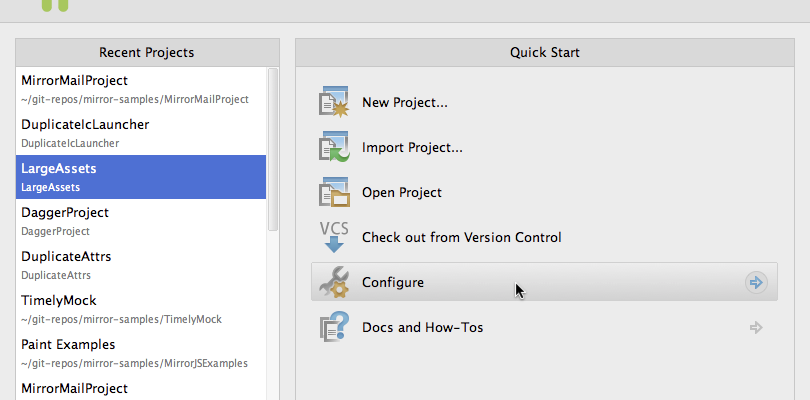 Recent Projects
MirrorMailProject
~/git-repos/mirror-samples/MirrorMailProject
DuplicateIcLauncher
DuplicateIcLauncher
LargeAssets
LargeAssets
DaggerProject
DaggerProject
DuplicateAttrs
DuplicateAttrs
TimelyMock
~/git-repos/mirror-samples/TimelyMock
Paint Examples
~/git-repos/mirror-samples/MirrorJSExamples
MirrorMailProject
Quick Start
New Project...
Import Project...
Open Project
VCS
Check out from Version Control
Configure
Docs and How-Tos